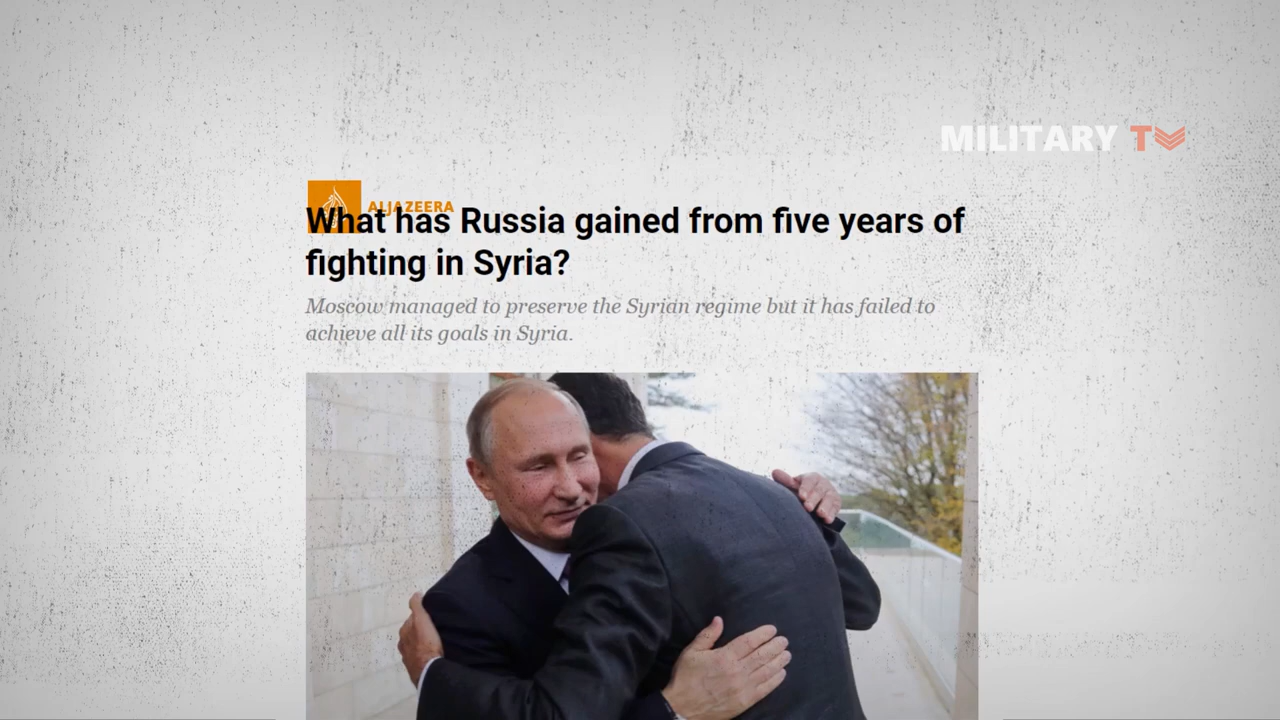 MILITARY TV
ALJAZEERA
What has Russia gained from five years of
fighting in Syria?
Moscow managed to preserve the Syrian regime but it has failed to
achieve all its goals in Syria.